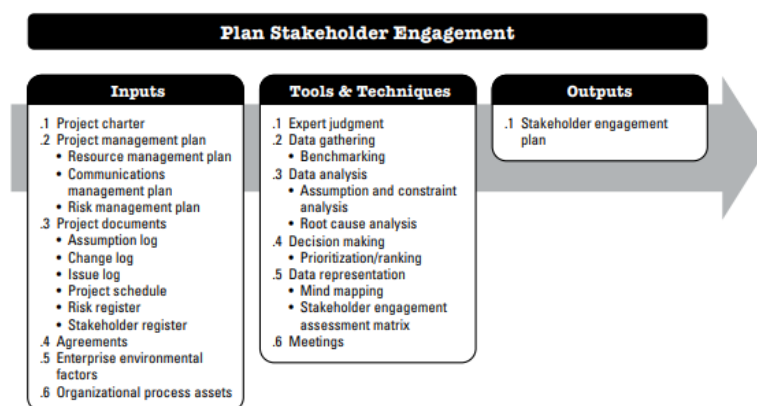 Plan Stakeholder Engagement
Inputs
.1 Project charter
.2 Project management plan
• Resource management plan
• Communications
management plan
• Risk management plan
.3 Project documents
• Assumption log
• Change log
• Issue log
• Project schedule
• Risk register
• Stakeholder register
.4 Agreements
.5 Enterprise environmental
factors
.6 Organizational process assets
Tools & Techniques
.1 Expert judgment
.2 Data gathering
• Benchmarking
.3 Data analysis
• Assumption and constraint
analysis
• Root cause analysis
.4 Decision making
• Prioritization/ranking
.5 Data representation
• Mind mapping
• Stakeholder engagement
assessment matrix
.6 Meetings
Outputs
.1 Stakeholder engagement
plan